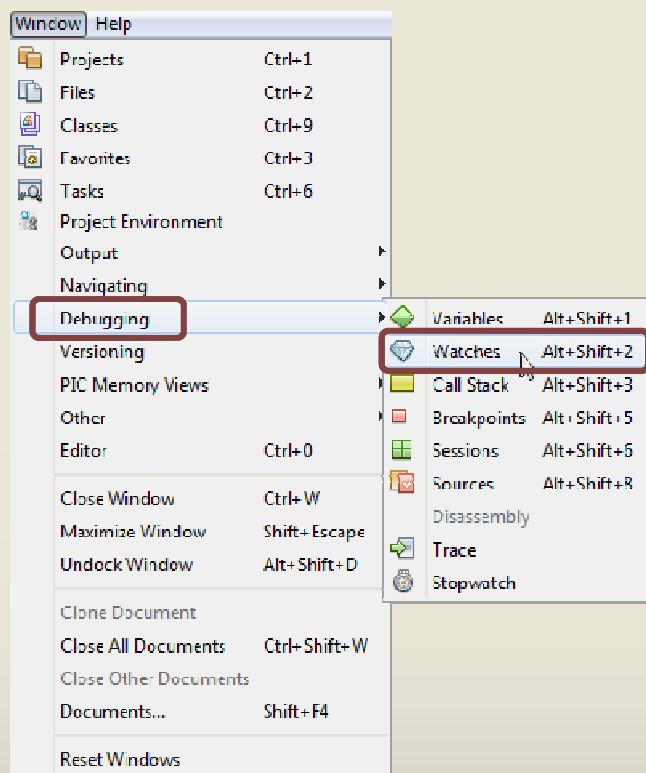 Window Help
Projects Ctrl+1
Files Ctrl+2
Classes Ctrl+9
Favorites Ctrl+3
Tasks Ctrl+6
Project Environment
Output
Navigating
Debugging
Versioning
PIC Memory Views
Other
Editor Ctrl+0
Close Window Ctrl+W
Maximize Window Shift+Escape
Undock Window Alt+Shift+D
Clone Document
Close All Documents Ctrl+Shift+W
Close Other Documents
Documents... Shift+F4
Reset Windows
Variables Alt+Shift+1
Watches Alt+Shift+2
Call Stack Alt+Shift+3
Breakpoints Alt+Shift+5
Sessions Alt+Shift+6
Sources Alt+Shift+8
Disassembly
Trace
Stopwatch